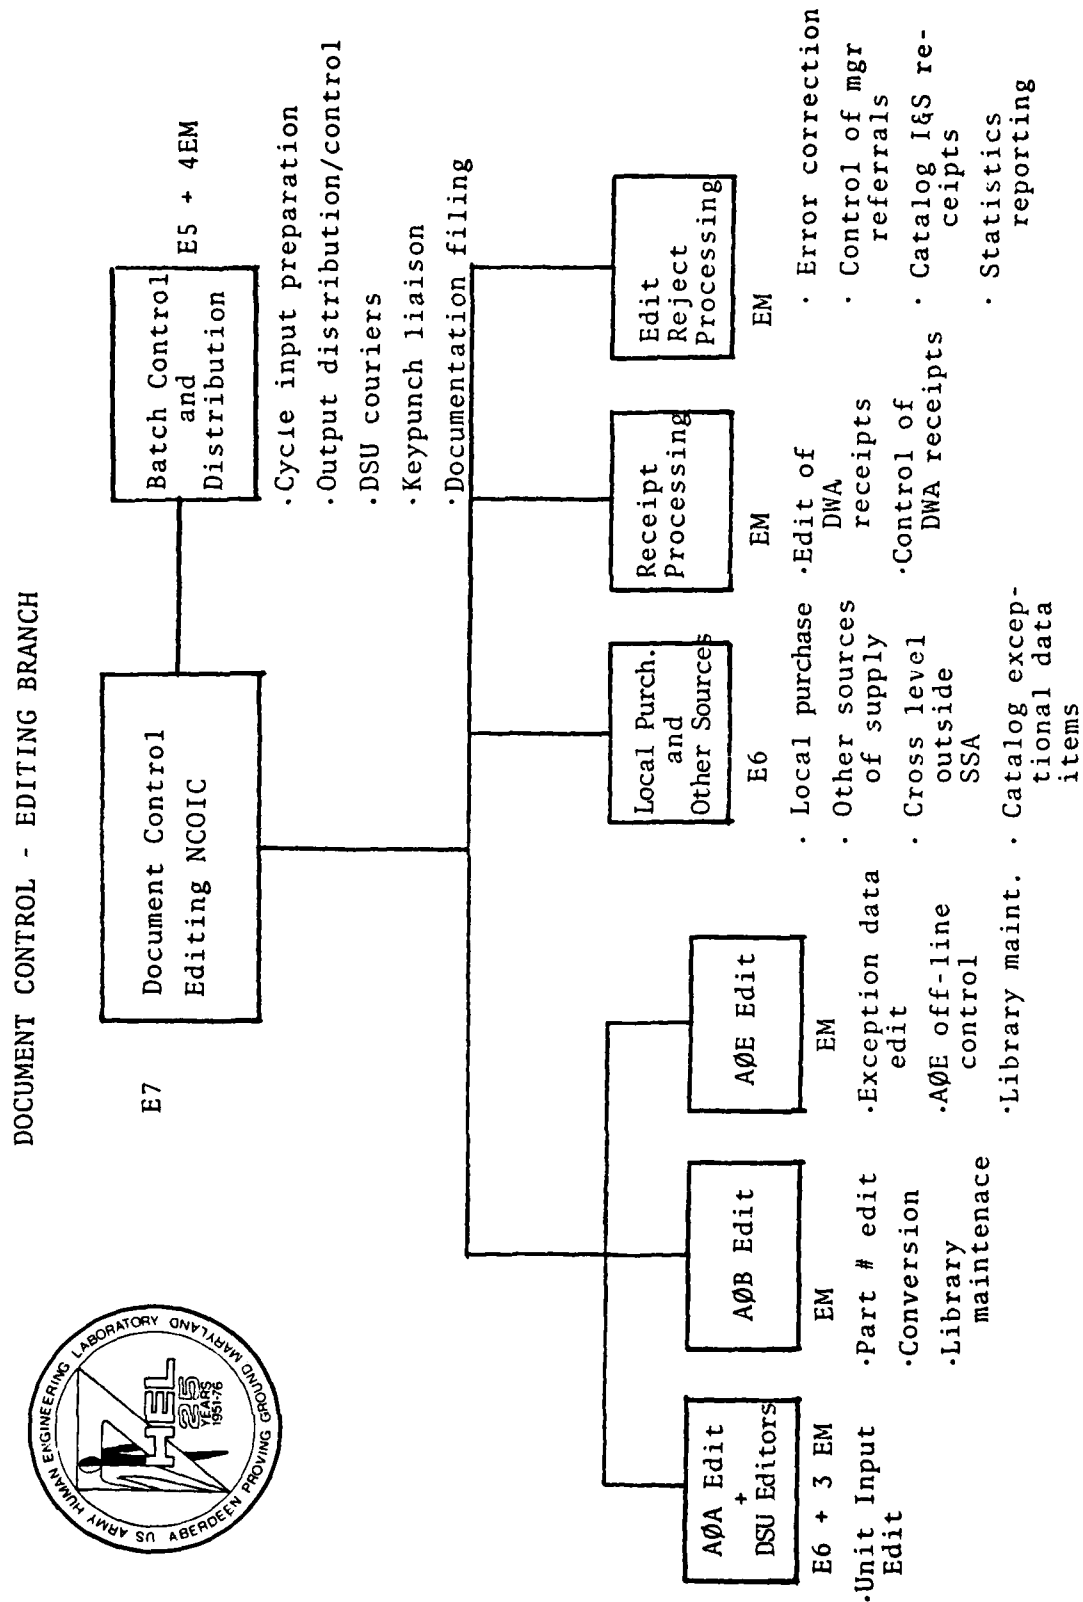 DOCUMENT CONTROL - EDITING BRANCH
US ARMY HUMAN ENGINEERING LABORATORY
ABERDEEN PROVING GROUND MARYLAND
HEL
25
YEARS
1951-76
E7
Document Control
Editing NCOIC
Batch Control
and
Distribution
E5 + 4EM
·Cycle input preparation
·Output distribution/control
·DSU couriers
·Keypunch liaison
·Documentation filing
AØA Edit
+
DSU Editors
E6 + 3 EM
·Unit Input
Edit
AØB Edit
EM
·Part # edit
·Conversion
·Library
maintenace
AØE Edit
EM
·Exception data
edit
·AØE off-line
control
·Library maint.
Local Purch.
and
Other Sources
E6
· Local purchase
· Other sources
of supply
· Cross level
outside
SSA
· Catalog excep-
tional data
items
Receipt
Processing
EM
·Edit of
DWA
receipts
·Control of
DWA receipts
Edit
Reject
Processing
EM
· Error correction
· Control of mgr
referrals
· Catalog I&S re-
ceipts
· Statistics
reporting